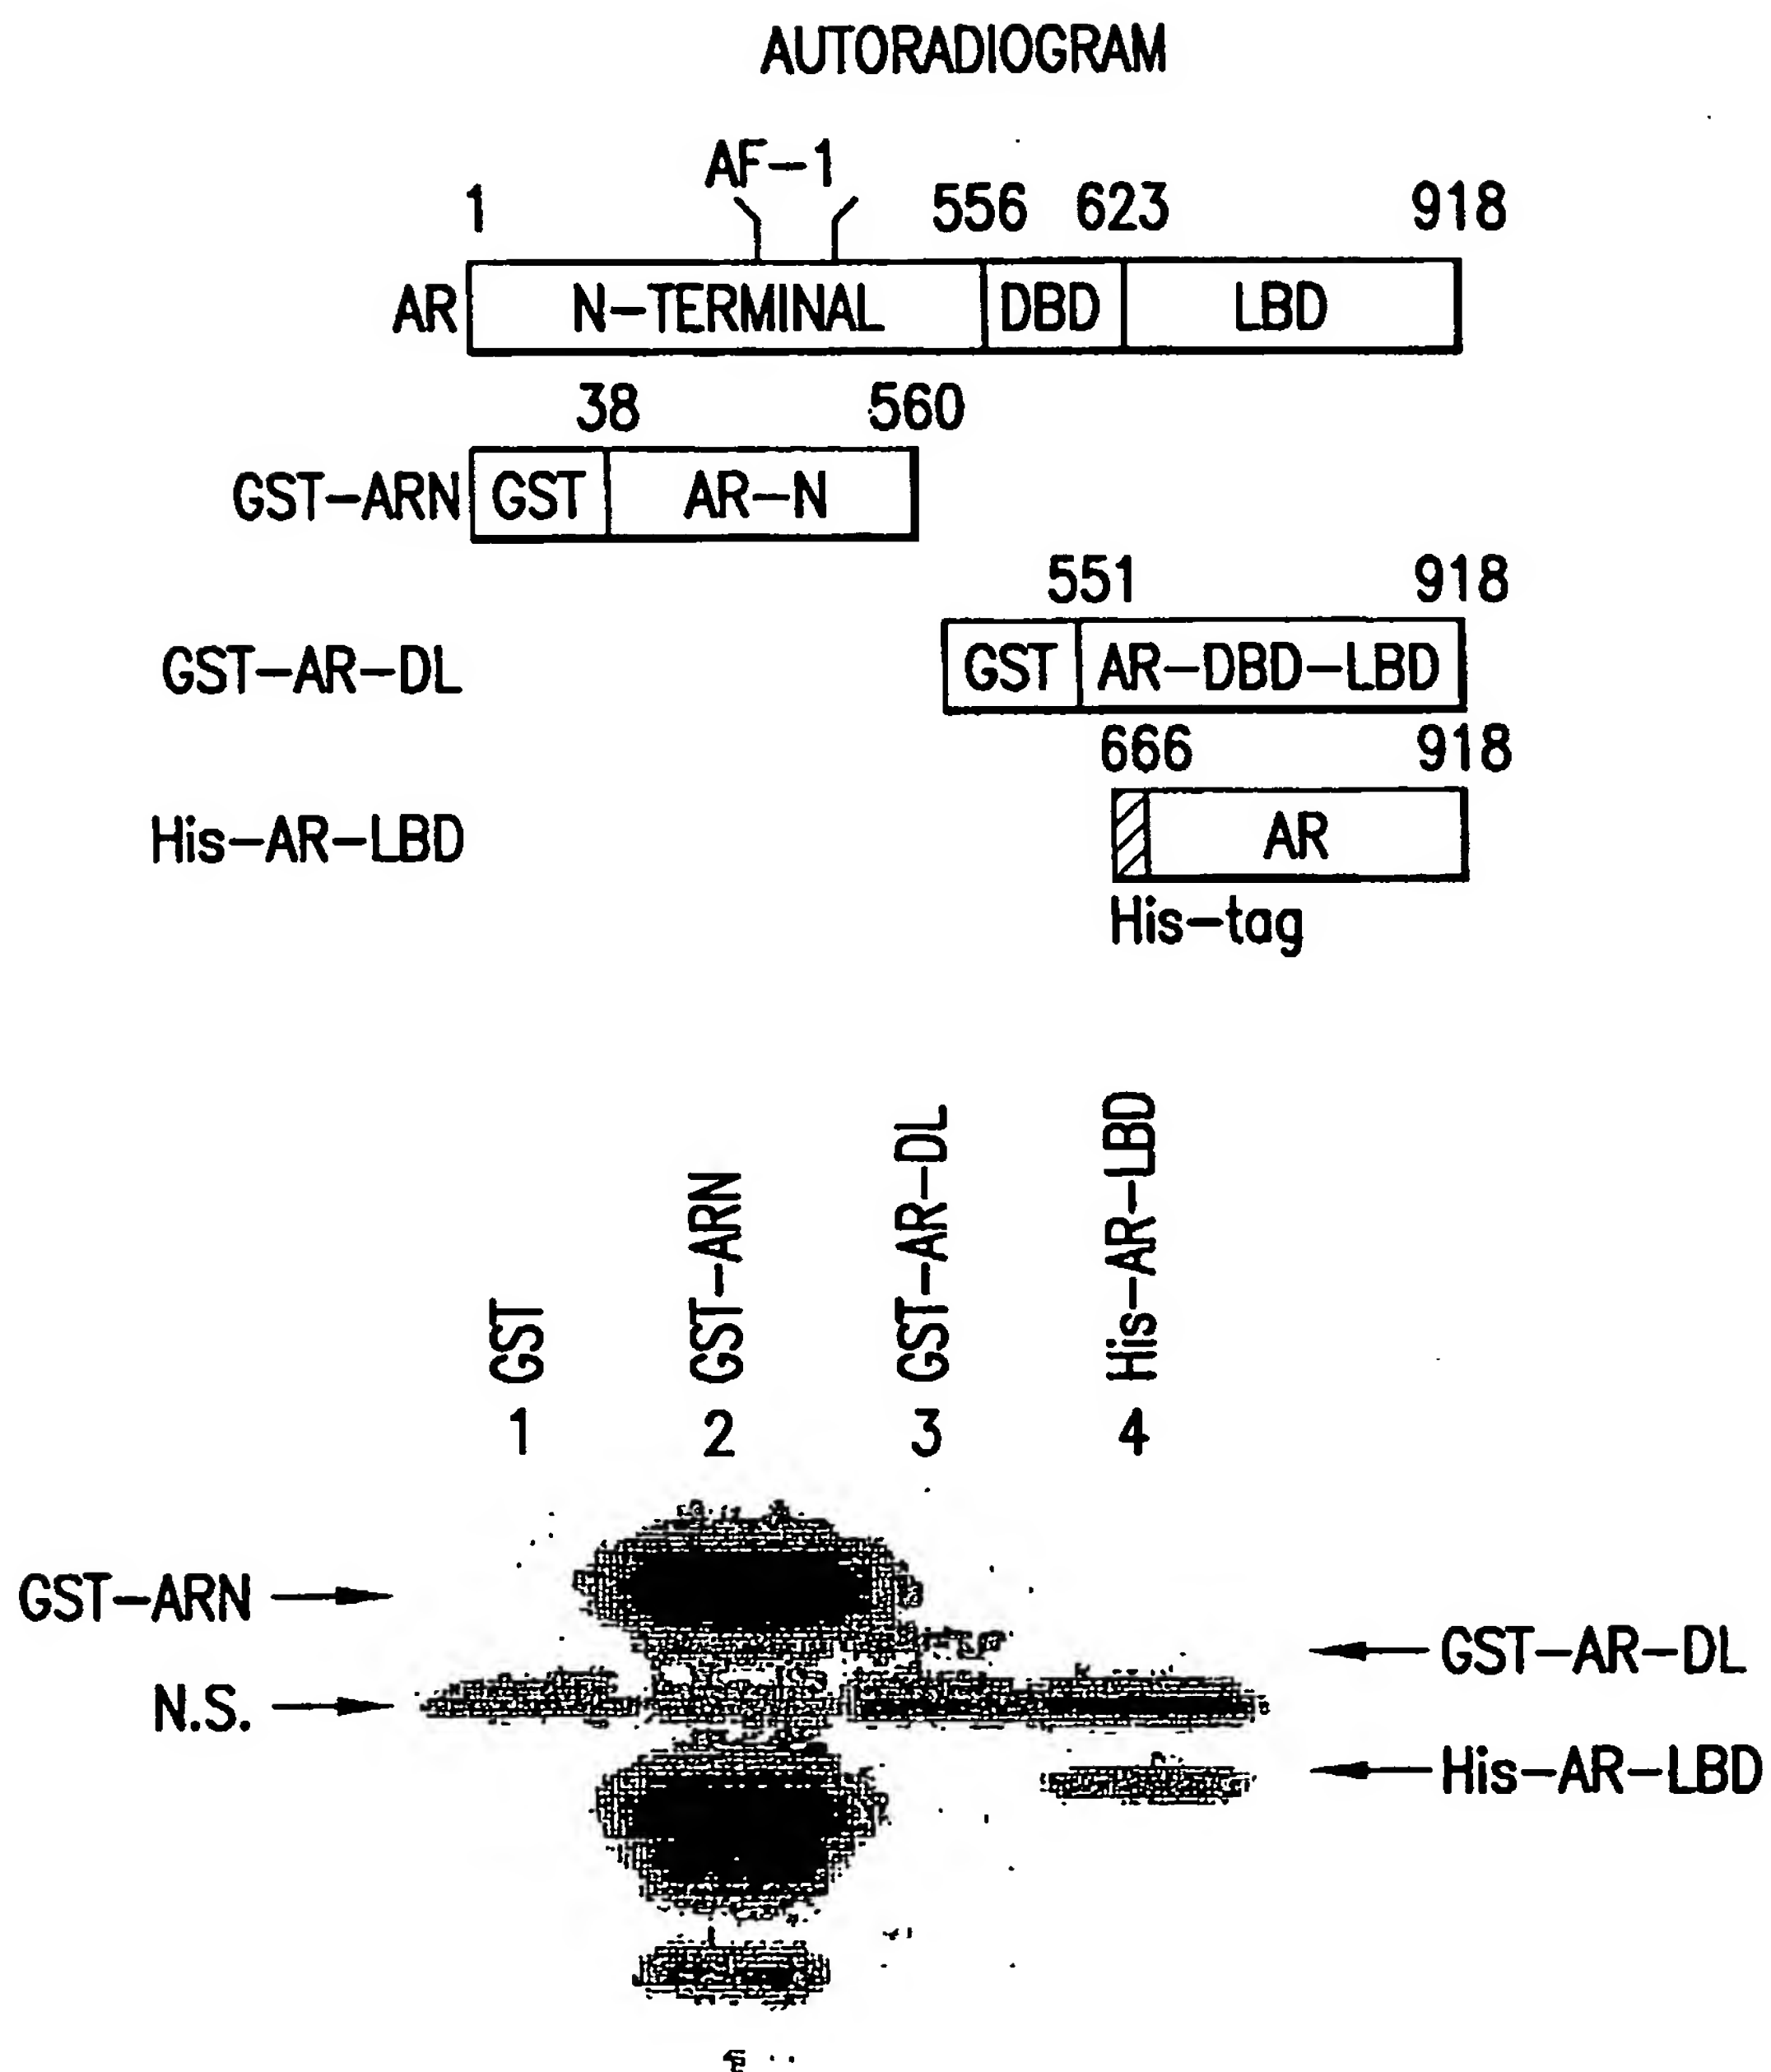 AUTORADIOGRAM
AF-1
1 556 623 918
AR N-TERMINAL DBD LBD
38 560
GST-ARN GST AR-N
551 918
GST-AR-DL GST AR-DBD-LBD
666 918
His-AR-LBD AR
His-tag
GST GST-ARN GST-AR-DL His-AR-LBD
1 2 3 4
GST-ARN
GST-AR-DL
N.S.
His-AR-LBD